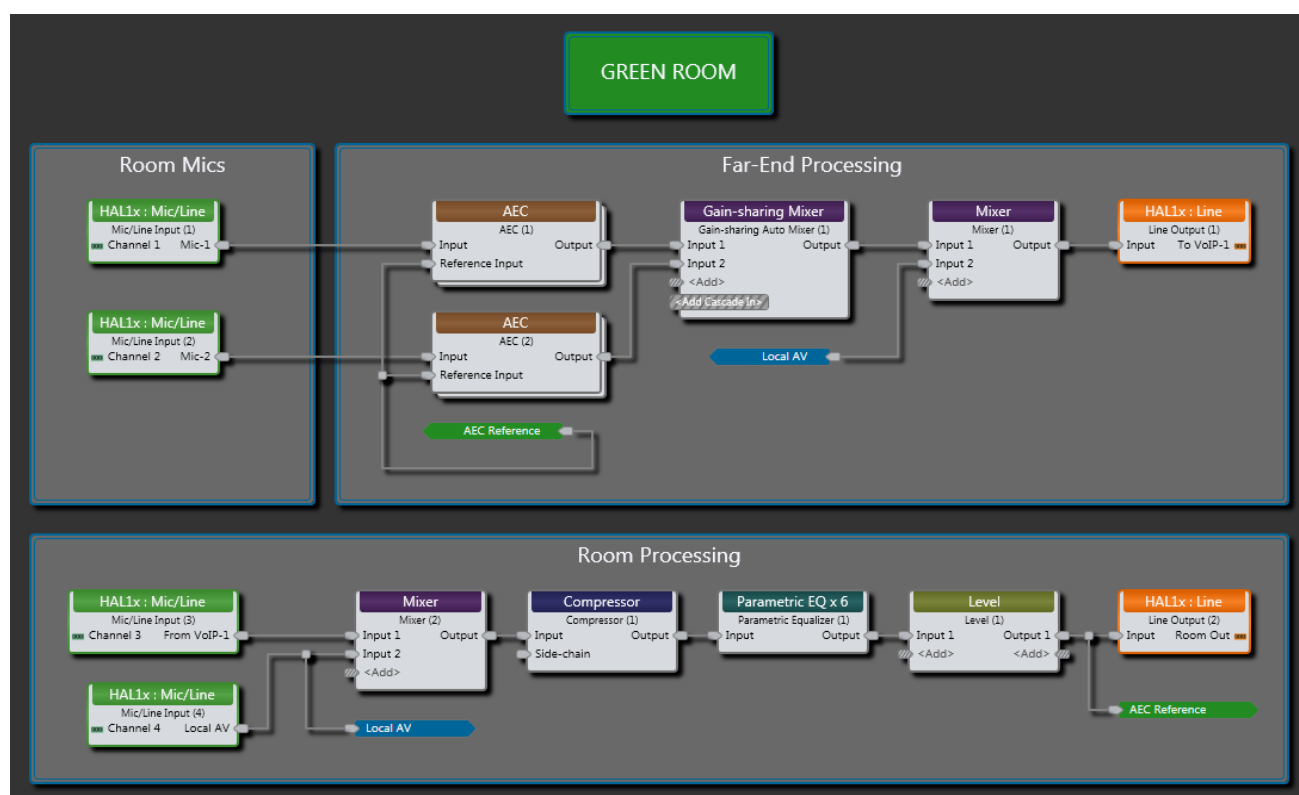 GREEN ROOM
Room Mics
HAL1x : Mic/Line
Mic/Line Input (1)
Channel 1 Mic-1
HAL1x : Mic/Line
Mic/Line Input (2)
Channel 2 Mic-2
Far-End Processing
AEC
AEC (1)
Input Output
Reference Input
AEC
AEC (2)
Input Output
Reference Input
AEC Reference
Gain-sharing Mixer
Gain-sharing Auto Mixer (1)
Input 1 Output
Input 2
<Add>
<Add Cascade In>
Local AV
Mixer
Mixer (1)
Input 1 Output
Input 2
<Add>
HAL1x : Line
Line Output (1)
Input To VoIP-1
Room Processing
HAL1x : Mic/Line
Mic/Line Input (3)
Channel 3 From VoIP-1
HAL1x : Mic/Line
Mic/Line Input (4)
Channel 4 Local AV
Mixer
Mixer (2)
Input 1 Output
Input 2
<Add>
Local AV
Compressor
Compressor (1)
Input Output
Side-chain
Parametric EQ x 6
Parametric Equalizer (1)
Input Output
Level
Level (1)
Input 1 Output 1
<Add> <Add>
HAL1x : Line
Line Output (2)
Input Room Out
AEC Reference